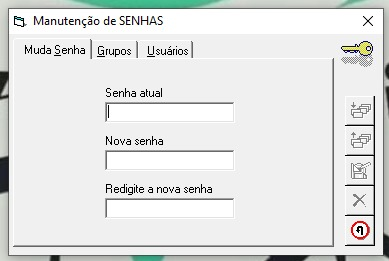 Manutenção de SENHAS
Muda Senha
Grupos
Usuários
Senha atual
Nova senha
Redigite a nova senha